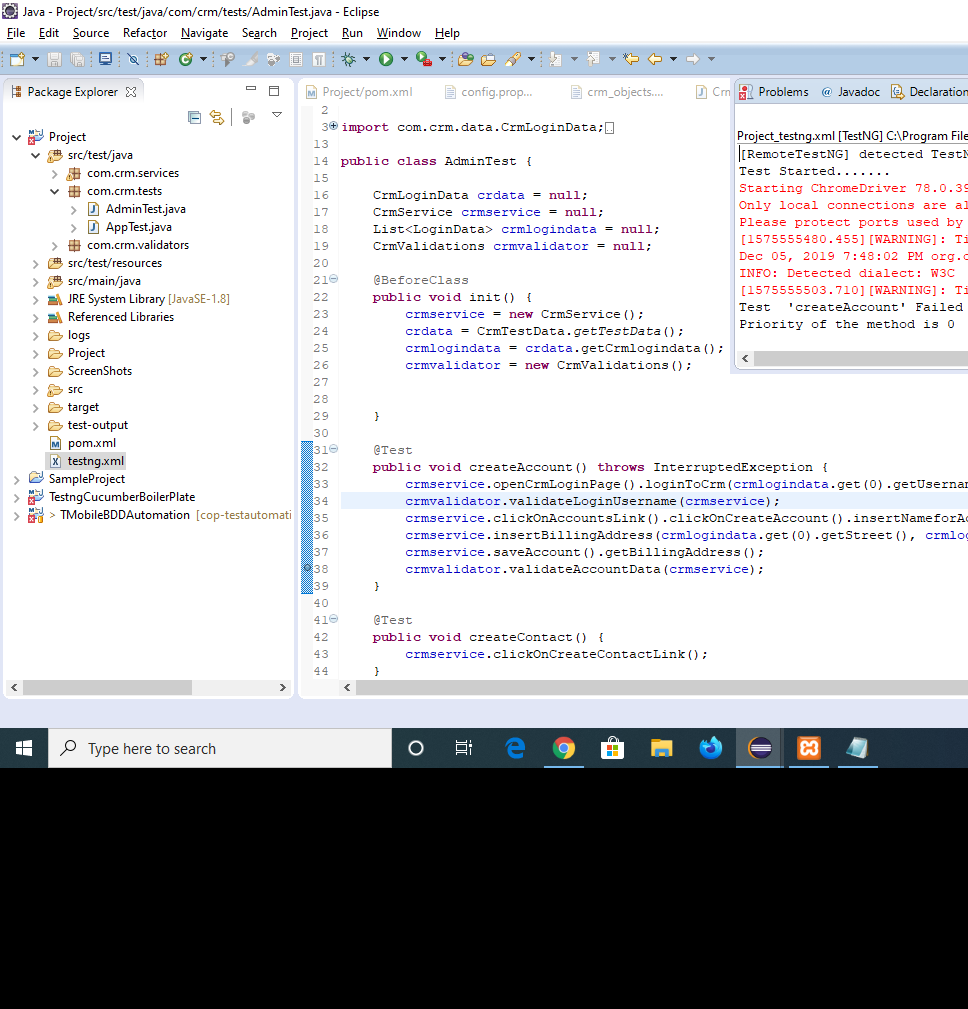 Java - Project/src/test/java/com/crm/tests/AdminTest.java - Eclipse
File Edit Source Refactor Navigate Search Project Run Window Help
Package Explorer
Project
src/test/java
com.crm.services
com.crm.tests
AdminTest.java
AppTest.java
com.crm.validators
src/test/resources
src/main/java
JRE System Library [JavaSE-1.8]
Referenced Libraries
logs
Project
ScreenShots
src
target
test-output
pom.xml
testng.xml
SampleProject
TestngCucumberBoilerPlate
> TMobileBDDAutomation [cop-testautomati
Project/pom.xml config.prop... crm_objects.... Crm
2
3 import com.crm.data.CrmLoginData;
13
14 public class AdminTest {
15
16 CrmLoginData crdata = null;
17 CrmService crmservice = null;
18 List<LoginData> crmlogindata = null;
19 CrmValidations crmvalidator = null;
20
21 @BeforeClass
22 public void init() {
23 crmservice = new CrmService();
24 crdata = CrmTestData.getTestData();
25 crmlogindata = crdata.getCrmlogindata();
26 crmvalidator = new CrmValidations();
27
28
29 }
30
31 @Test
32 public void createAccount() throws InterruptedException {
33 crmservice.openCrmLoginPage().loginToCrm(crmlogindata.get(0).getUserna
34 crmvalidator.validateLoginUsername(crmservice);
35 crmservice.clickOnAccountsLink().clickOnCreateAccount().insertNameforAc
36 crmservice.insertBillingAddress(crmlogindata.get(0).getStreet(), crmlog
37 crmservice.saveAccount().getBillingAddress();
38 crmvalidator.validateAccountData(crmservice);
39 }
40
41 @Test
42 public void createContact() {
43 crmservice.clickOnCreateContactLink();
44 }
Problems @ Javadoc Declaration
Project_testng.xml [TestNG] C:\Program File
[RemoteTestNG] detected TestN
Test Started.......
Starting ChromeDriver 78.0.39
Only local connections are al
Please protect ports used by
[1575555480.455][WARNING]: Ti
Dec 05, 2019 7:48:02 PM org.o
INFO: Detected dialect: W3C
[1575555503.710][WARNING]: Ti
Test 'createAccount' Failed
Priority of the method is 0
Type here to search